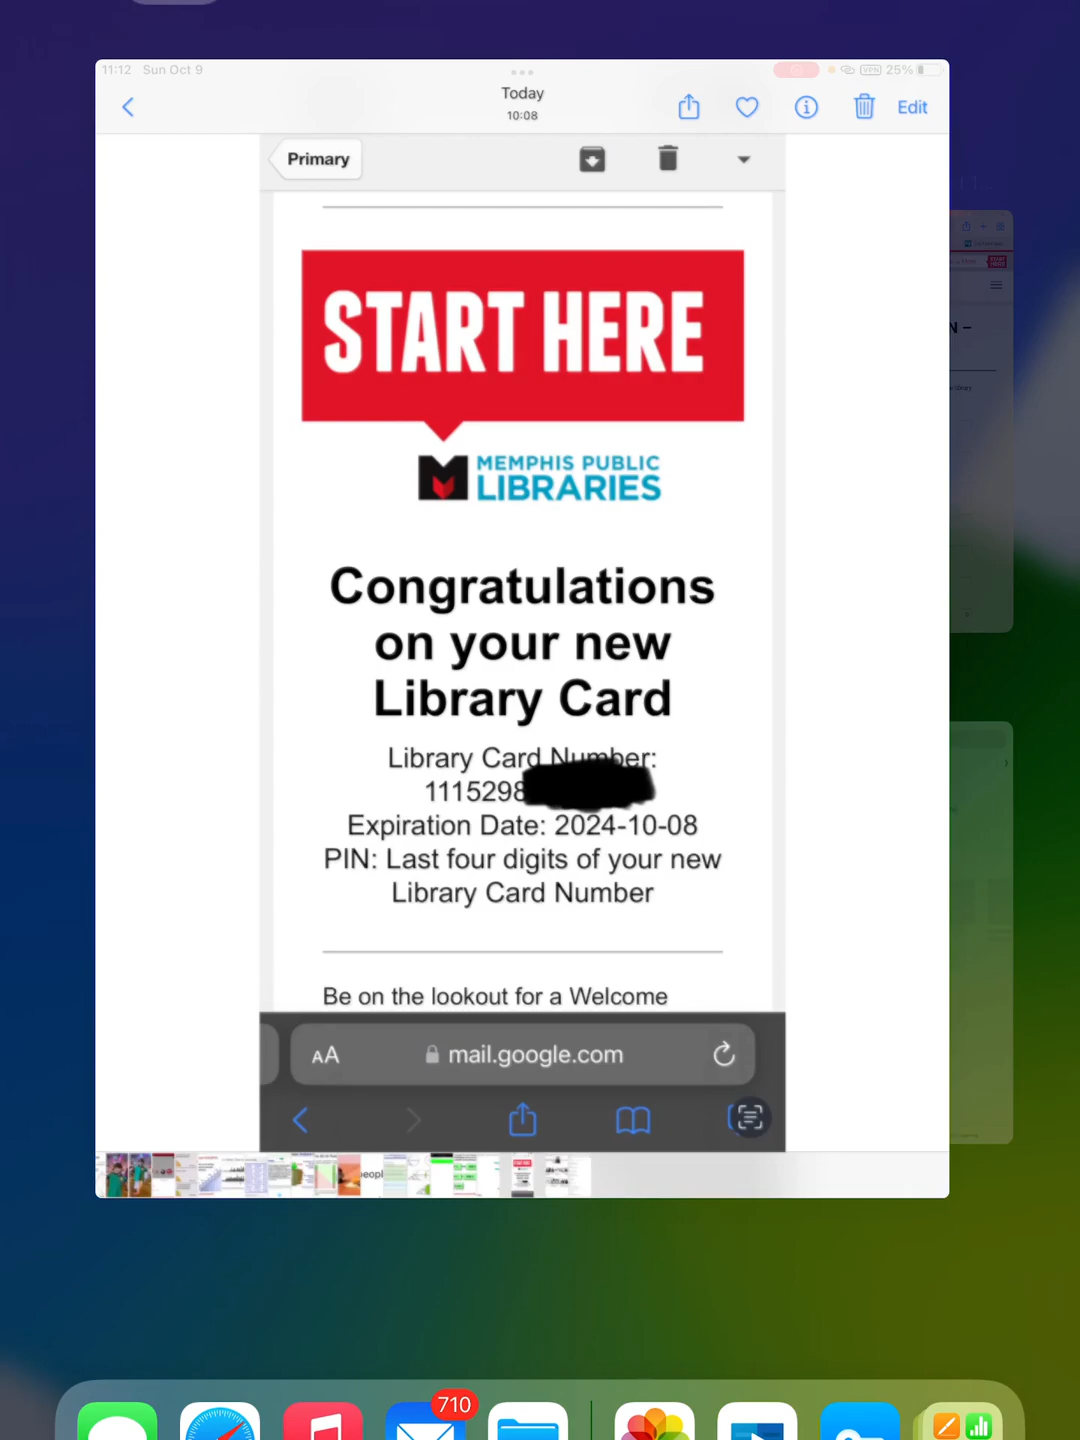 11:12 Sun Oct 9
VPN 25%
Today
10:08
Edit
Primary
START HERE
MEMPHIS PUBLIC
LIBRARIES
Congratulations
on your new
Library Card
Library Card Number:
1115298
Expiration Date: 2024-10-08
PIN: Last four digits of your new
Library Card Number
Be on the lookout for a Welcome
AA mail.google.com
710